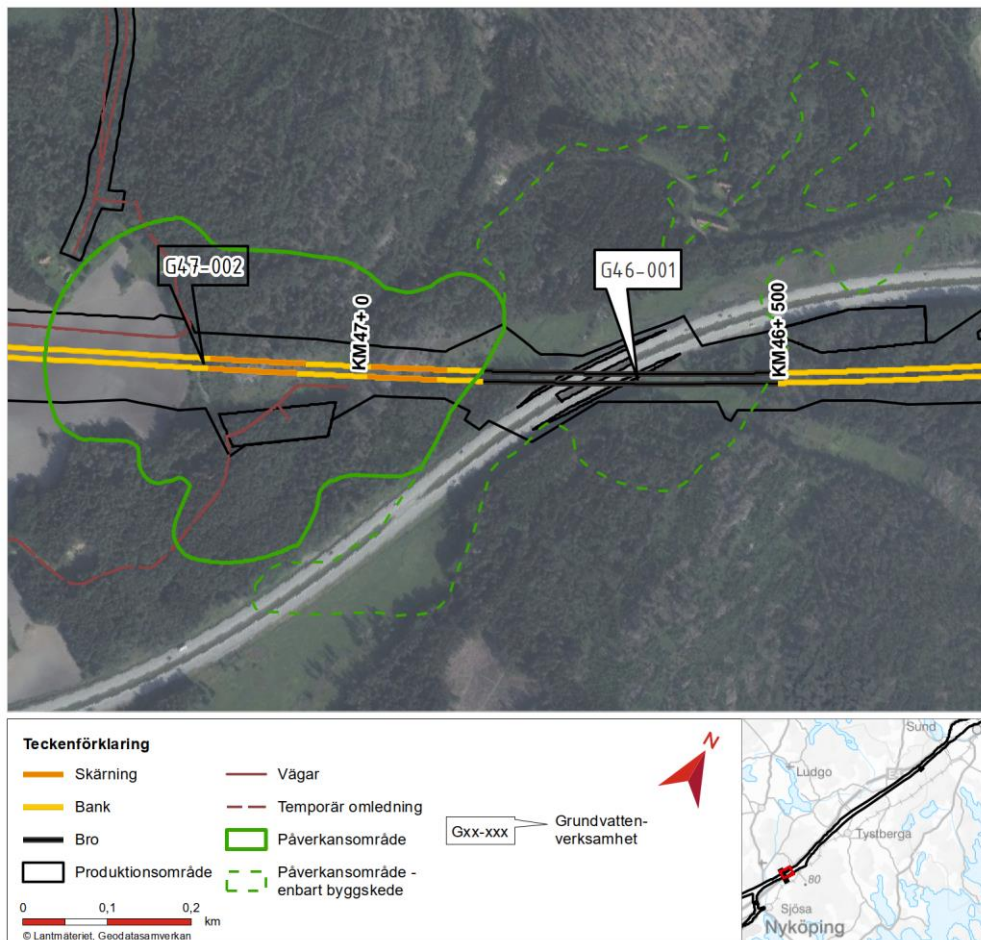 G47-002
G46-001
KM47+ 0
KM46+ 500
Teckenförklaring
Skärning
Bank
Bro
Produktionsområde
Vägar
Temporär omledning
Påverkansområde
Påverkansområde -
enbart byggskede
Gxx-xxx
Grundvatten-
verksamhet
N
0 0,1 0,2
km
© Lantmäteriet, Geodatasamverkan
Sund
Ludgo
Tystberga
80
Sjösa
Nyköping